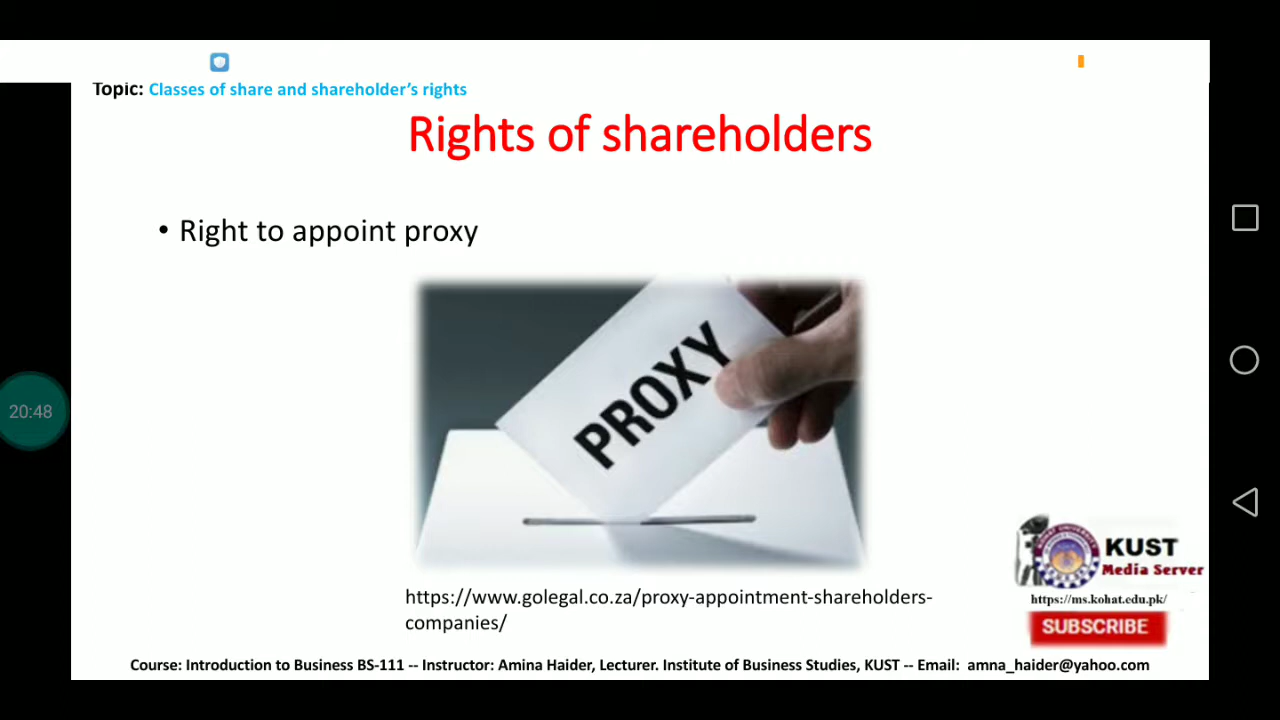 Topic: Classes of share and shareholder's rights
Rights of shareholders
• Right to appoint proxy
PROXY
20:48
https://www.golegal.co.za/proxy-appointment-shareholders-
companies/
KUST
Media Server
https://ms.kohat.edu.pk/
SUBSCRIBE
Course: Introduction to Business BS-111 -- Instructor: Amina Haider, Lecturer. Institute of Business Studies, KUST -- Email: amna_haider@yahoo.com